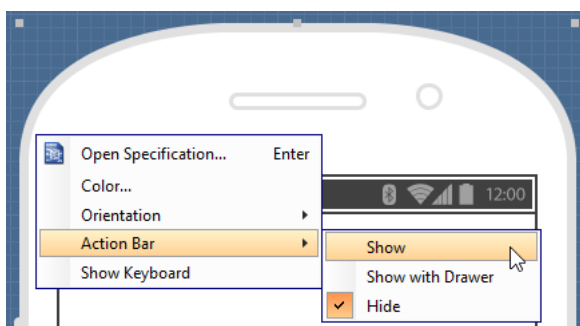 Open Specification... Enter
Color...
Orientation
12:00
Action Bar
Show
Show Keyboard
Show with Drawer
Hide